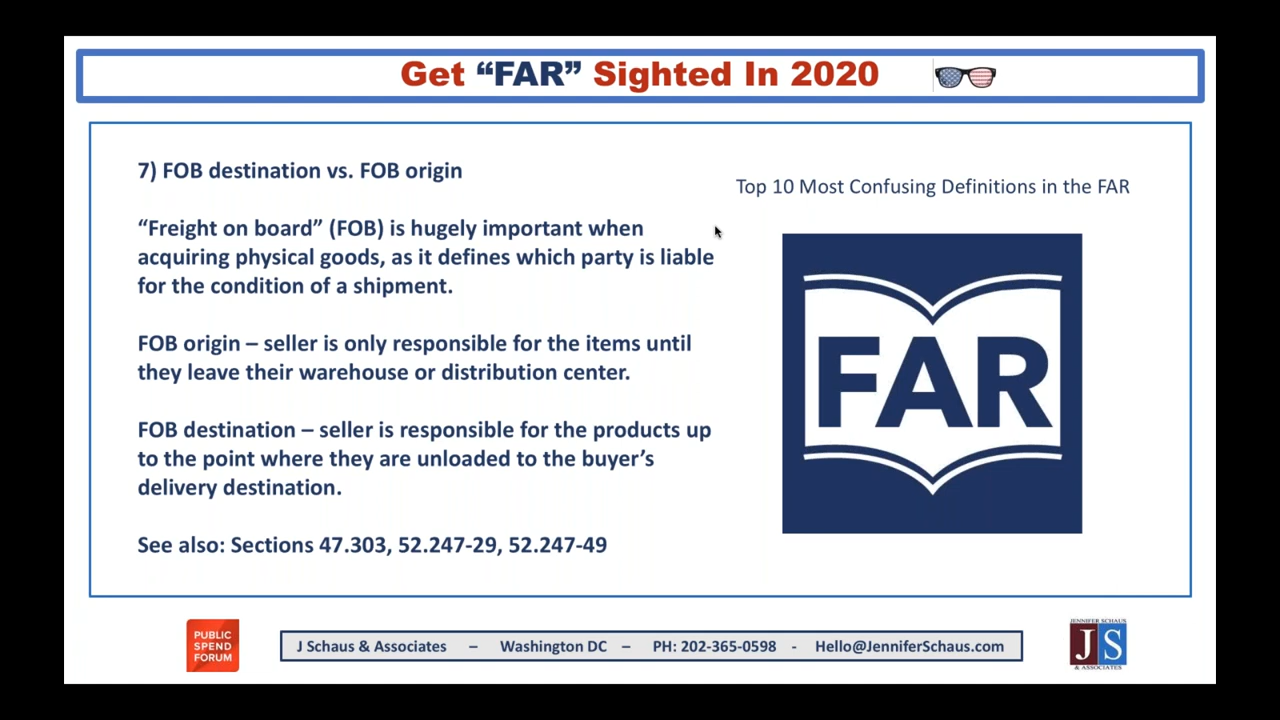 Get “FAR” Sighted In 2020
7) FOB destination vs. FOB origin
“Freight on board” (FOB) is hugely important when
acquiring physical goods, as it defines which party is liable
for the condition of a shipment.
FOB origin – seller is only responsible for the items until
they leave their warehouse or distribution center.
FOB destination – seller is responsible for the products up
to the point where they are unloaded to the buyer’s
delivery destination.
See also: Sections 47.303, 52.247-29, 52.247-49
Top 10 Most Confusing Definitions in the FAR
FAR
PUBLIC
SPEND
FORUM
J Schaus & Associates – Washington DC – PH: 202-365-0598 - Hello@JenniferSchaus.com
JENNIFER SCHAUS
JS
& ASSOCIATES